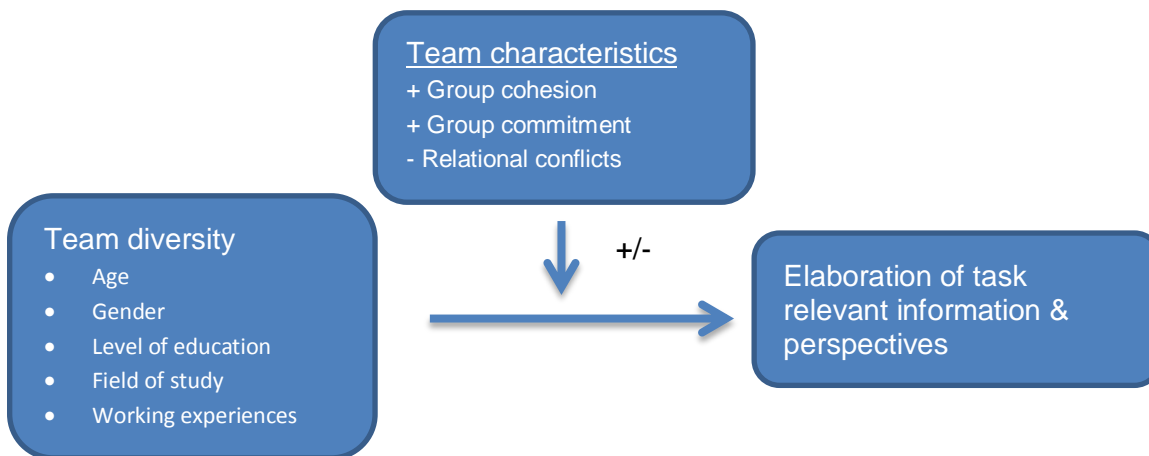 Team characteristics
+ Group cohesion
+ Group commitment
- Relational conflicts
+/-
Team diversity
• Age
• Gender
• Level of education
• Field of study
• Working experiences
Elaboration of task
relevant information &
perspectives